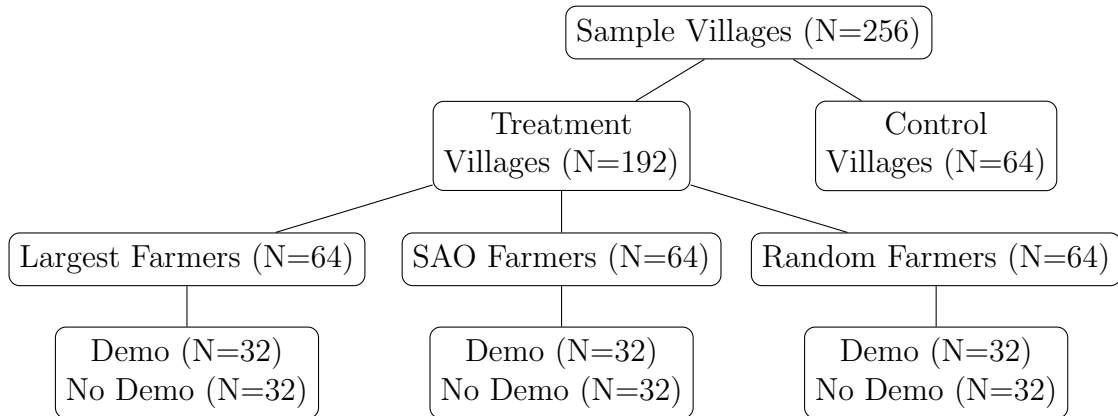 Sample Villages (N=256)
Treatment
Villages (N=192)
Control
Villages (N=64)
Largest Farmers (N=64)
SAO Farmers (N=64)
Random Farmers (N=64)
Demo (N=32)
No Demo (N=32)
Demo (N=32)
No Demo (N=32)
Demo (N=32)
No Demo (N=32)